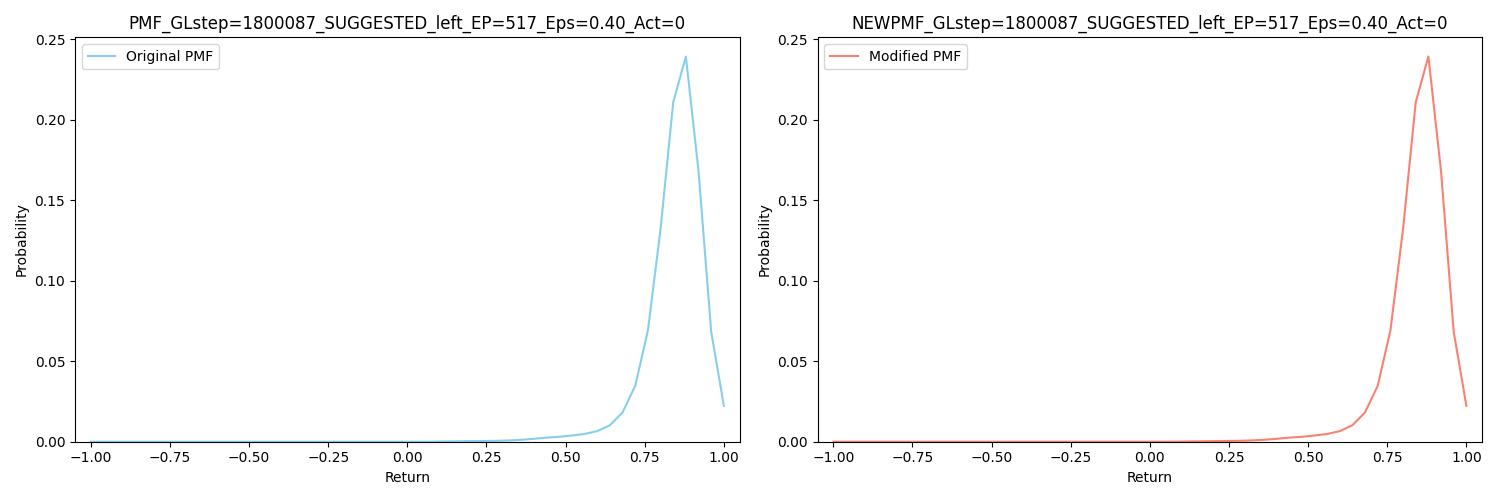 PMF_GLstep=1800087_SUGGESTED_left_EP=517_Eps=0.40_Act=0
Original PMF
Probability
0.25
0.20
0.15
0.10
0.05
0.00
−1.00 −0.75 −0.50 −0.25 0.00 0.25 0.50 0.75 1.00
Return
NEWPMF_GLstep=1800087_SUGGESTED_left_EP=517_Eps=0.40_Act=0
Modified PMF
Probability
0.25
0.20
0.15
0.10
0.05
0.00
−1.00 −0.75 −0.50 −0.25 0.00 0.25 0.50 0.75 1.00
Return